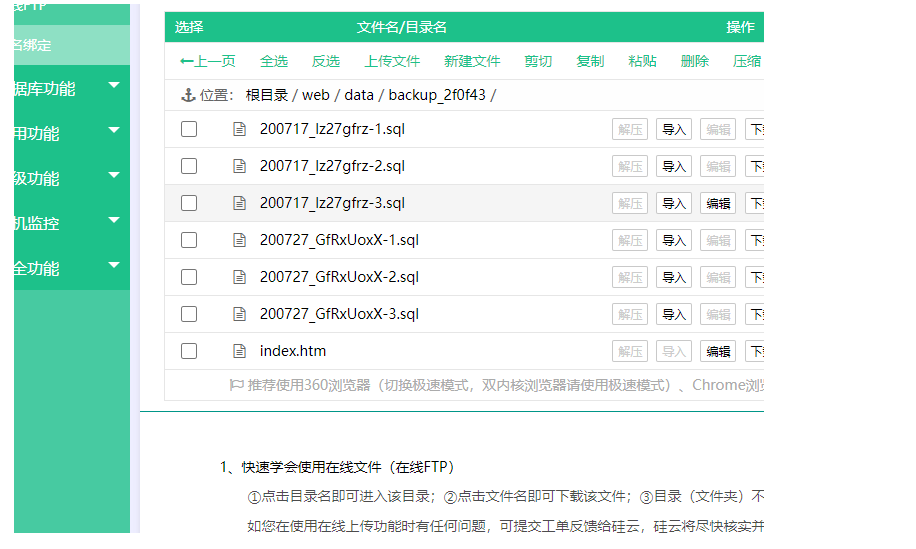 线FTP
名绑定
据库功能
用功能
级功能
机监控
全功能
选择 文件名/目录名 操作
←上一页 全选 反选 上传文件 新建文件 剪切 复制 粘贴 删除 压缩
位置： 根目录 / web / data / backup_2f0f43 /
200717_lz27gfrz-1.sql 解压 导入 编辑
200717_lz27gfrz-2.sql 解压 导入 编辑
200717_lz27gfrz-3.sql 解压 导入 编辑
200727_GfRxUoxX-1.sql 解压 导入 编辑
200727_GfRxUoxX-2.sql 解压 导入 编辑
200727_GfRxUoxX-3.sql 解压 导入 编辑
index.htm 解压 导入 编辑
推荐使用360浏览器（切换极速模式，双内核浏览器请使用极速模式）、Chrome浏
1、快速学会使用在线文件（在线FTP）
①点击目录名即可进入该目录；②点击文件名即可下载该文件；③目录（文件夹）不
如您在使用在线上传功能时有任何问题，可提交工单反馈给硅云，硅云将尽快核实并